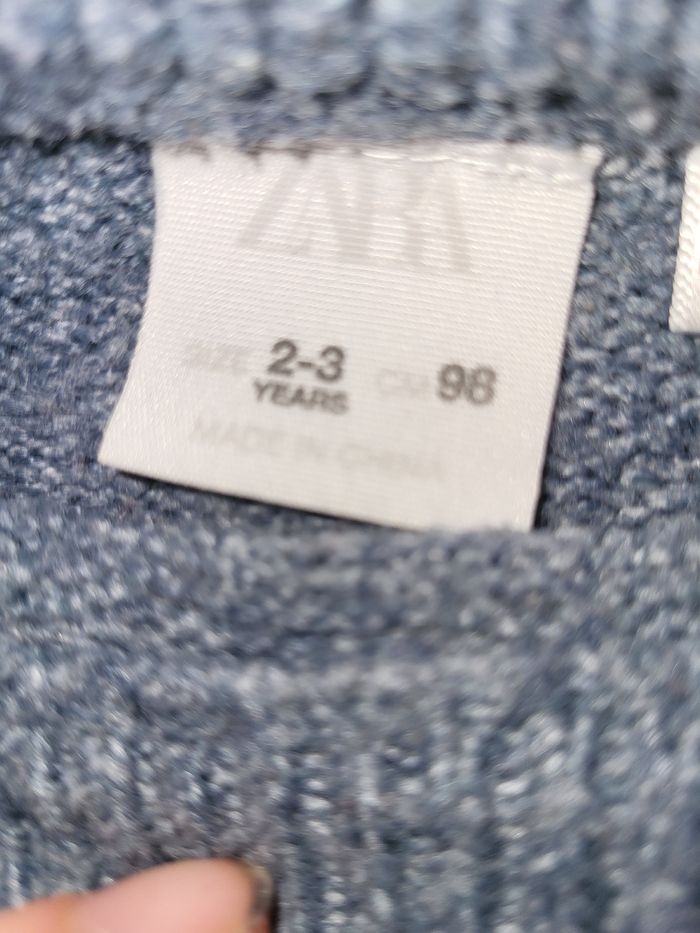 ZARA
SIZE 2-3 CM 98
YEARS
MADE IN CHINA